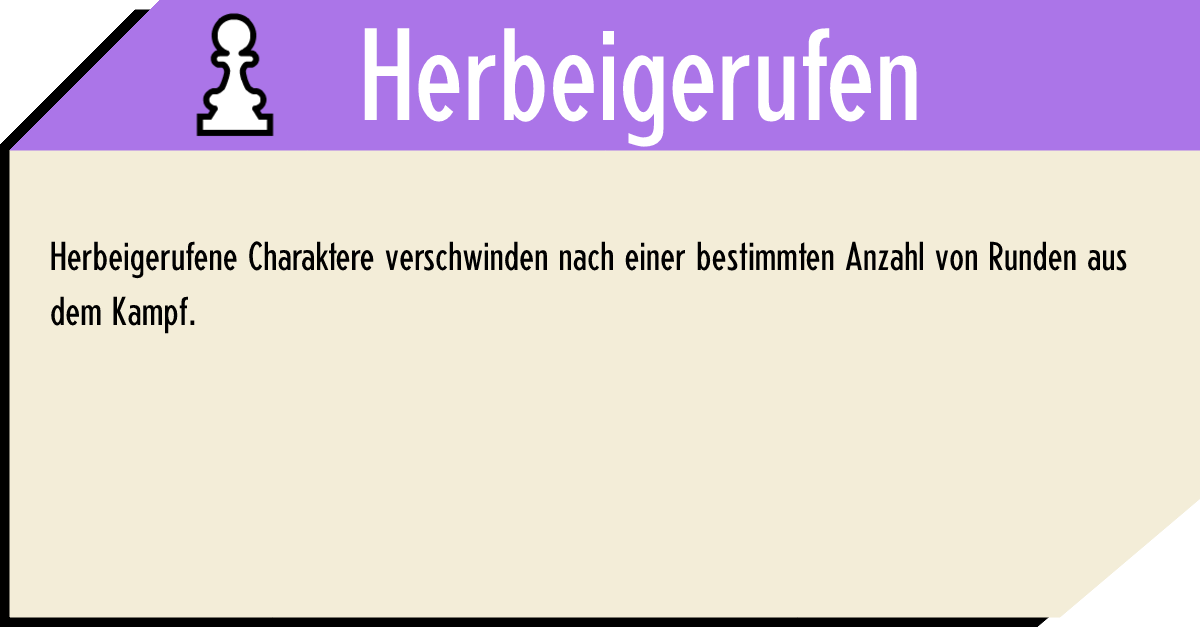 Herbeigerufen
Herbeigerufene Charaktere verschwinden nach einer bestimmten Anzahl von Runden aus
dem Kampf.